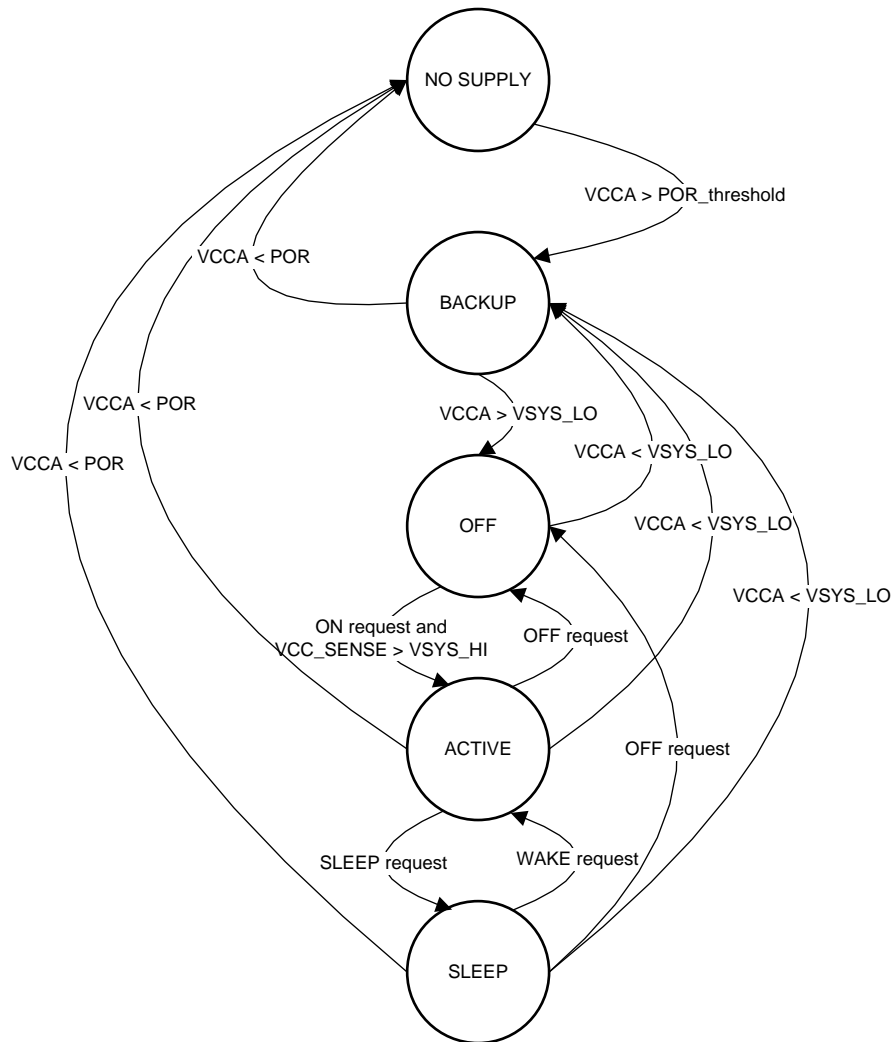 NO SUPPLY
VCCA > POR_threshold
VCCA < POR
BACKUP
VCCA < POR
VCCA > VSYS_LO
VCCA < VSYS_LO
VCCA < POR
OFF
VCCA < VSYS_LO
VCCA < VSYS_LO
ON request and
VCC_SENSE > VSYS_HI
OFF request
ACTIVE
OFF request
SLEEP request
WAKE request
SLEEP